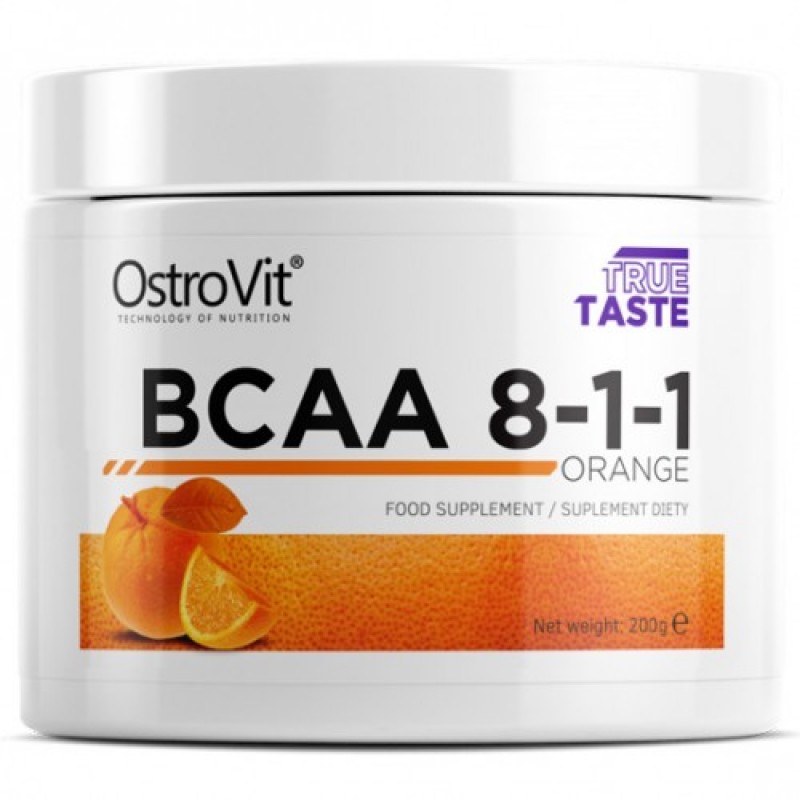 OstroVit®
TECHNOLOGY OF NUTRITION
TRUE
TASTE
BCAA 8-1-1
ORANGE
FOOD SUPPLEMENT / SUPLEMENT DIETY
Net weight: 200g ℮